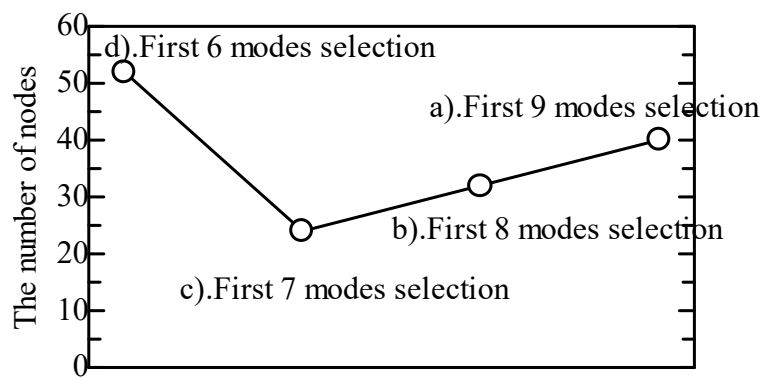 60
d).First 6 modes selection
50
a).First 9 modes selection
40
30
b).First 8 modes selection
20
c).First 7 modes selection
10
0
The number of nodes